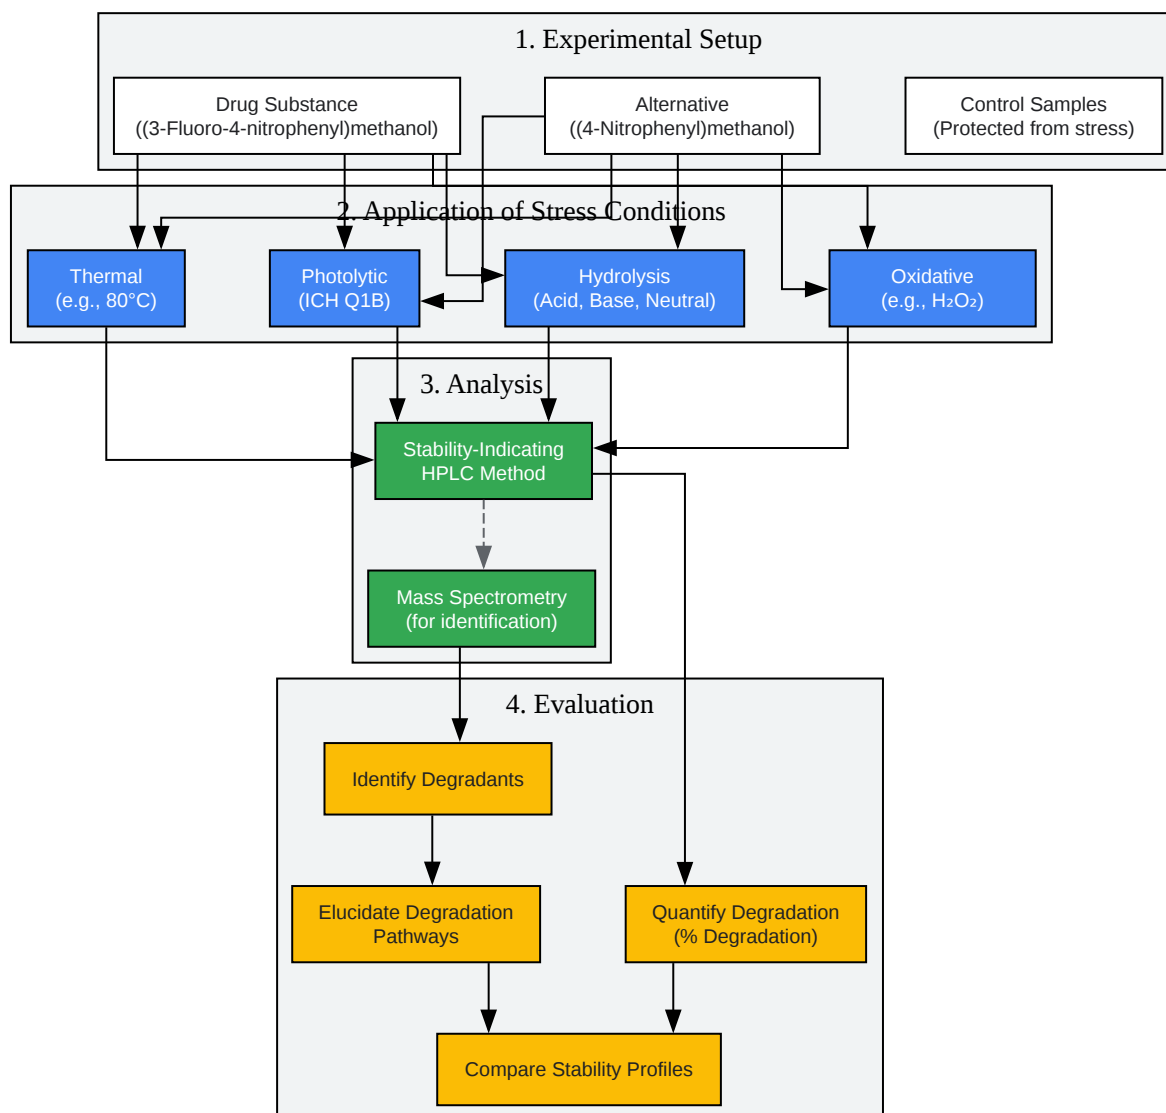 1. Experimental Setup
Drug Substance
((3-Fluoro-4-nitrophenyl)methanol)
Alternative
((4-Nitrophenyl)methanol)
Control Samples
(Protected from stress)
2. Application of Stress Conditions
Thermal
(e.g., 80°C)
Photolytic
(ICH Q1B)
Hydrolysis
(Acid, Base, Neutral)
Oxidative
(e.g., H₂O₂)
3. Analysis
Stability-Indicating
HPLC Method
Mass Spectrometry
(for identification)
4. Evaluation
Identify Degradants
Elucidate Degradation
Pathways
Quantify Degradation
(% Degradation)
Compare Stability Profiles